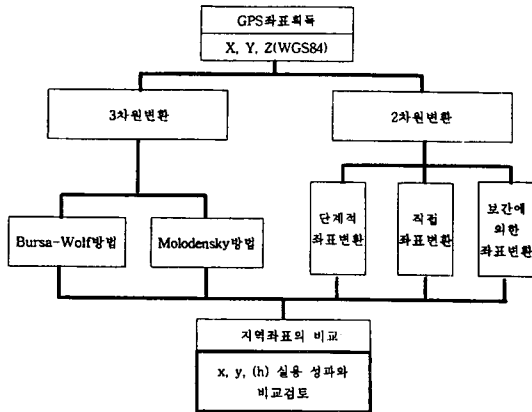 GPS좌표획득
X, Y, Z(WGS84)
3차원변환
2차원변환
Bursa-Wolf방법
Molodensky방법
단계적
좌표변환
직접
좌표변환
보간에
의한
좌표변환
지역좌표의 비교
x, y, (h) 실용 성과와
비교검토